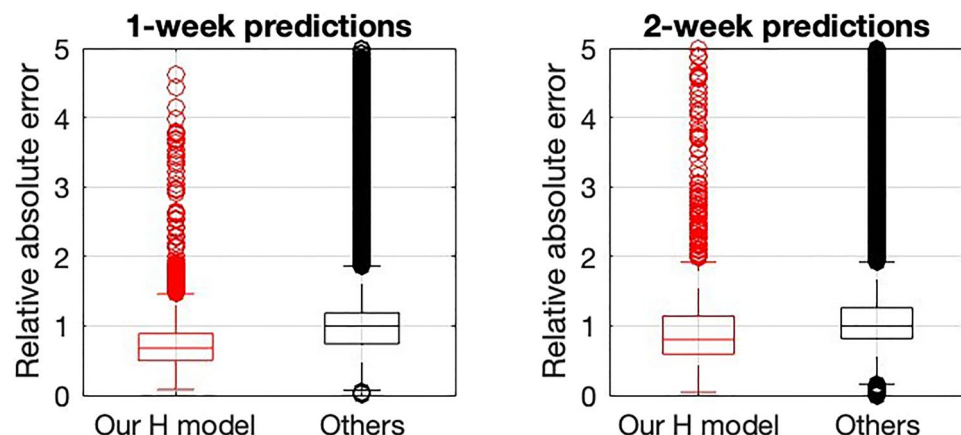 1-week predictions
Relative absolute error
5
4
3
2
1
0
Our H model
Others
2-week predictions
Relative absolute error
5
4
3
2
1
0
Our H model
Others